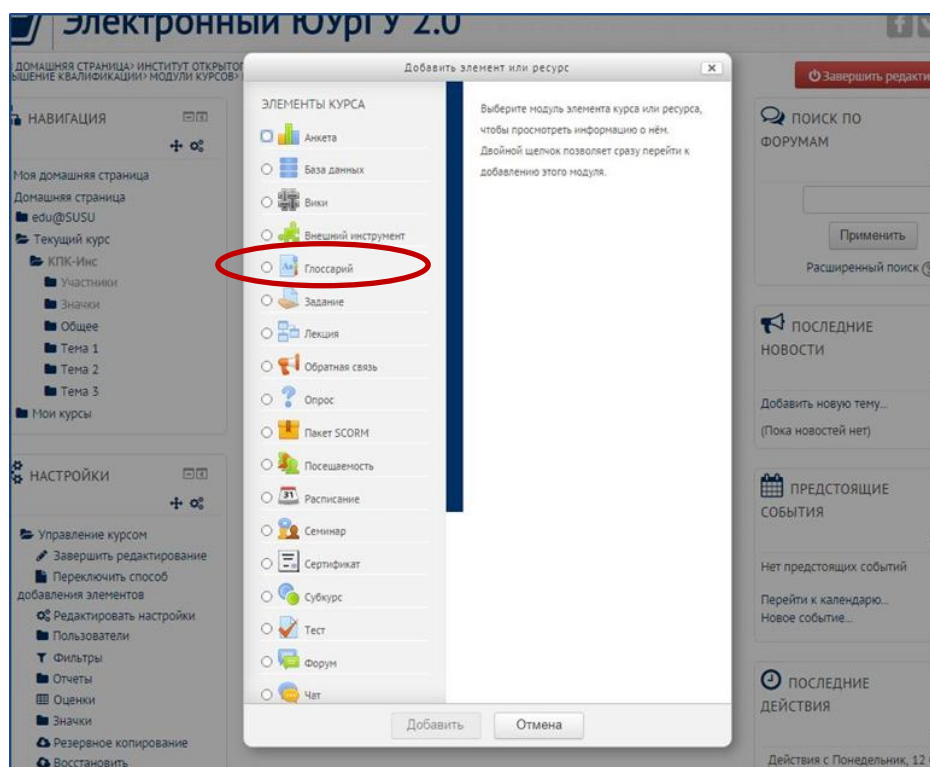 Электронный ЮУрГУ 2.0
ДОМАШНЯЯ СТРАНИЦА› ИНСТИТУТ ОТКРЫТО
ВЫШЕНИЕ КВАЛИФИКАЦИИ› МОДУЛИ КУРСОВ›
НАВИГАЦИЯ
Моя домашняя страница
Домашняя страница
edu@SUSU
Текущий курс
КПК-Инс
Участники
Значки
Общее
Тема 1
Тема 2
Тема 3
Мои курсы
НАСТРОЙКИ
Управление курсом
Завершить редактирование
Переключить способ
добавления элементов
Редактировать настройки
Пользователи
Фильтры
Отчеты
Оценки
Значки
Резервное копирование
Восстановить
Добавить элемент или ресурс
ЭЛЕМЕНТЫ КУРСА
Анкета
База данных
Вики
Внешний инструмент
Глоссарий
Задание
Лекция
Обратная связь
Опрос
Пакет SCORM
Посещаемость
31 Расписание
Семинар
Сертификат
Субкурс
Тест
Форум
Чат
Выберите модуль элемента курса или ресурса,
чтобы просмотреть информацию о нём.
Двойной щелчок позволяет сразу перейти к
добавлению этого модуля.
Добавить
Отмена
Завершить редакти
ПОИСК ПО
ФОРУМАМ
Применить
Расширенный поиск
ПОСЛЕДНИЕ
НОВОСТИ
Добавить новую тему...
(Пока новостей нет)
ПРЕДСТОЯЩИЕ
СОБЫТИЯ
Нет предстоящих событий
Перейти к календарю...
Новое событие...
ПОСЛЕДНИЕ
ДЕЙСТВИЯ
Действия с Понедельник, 12